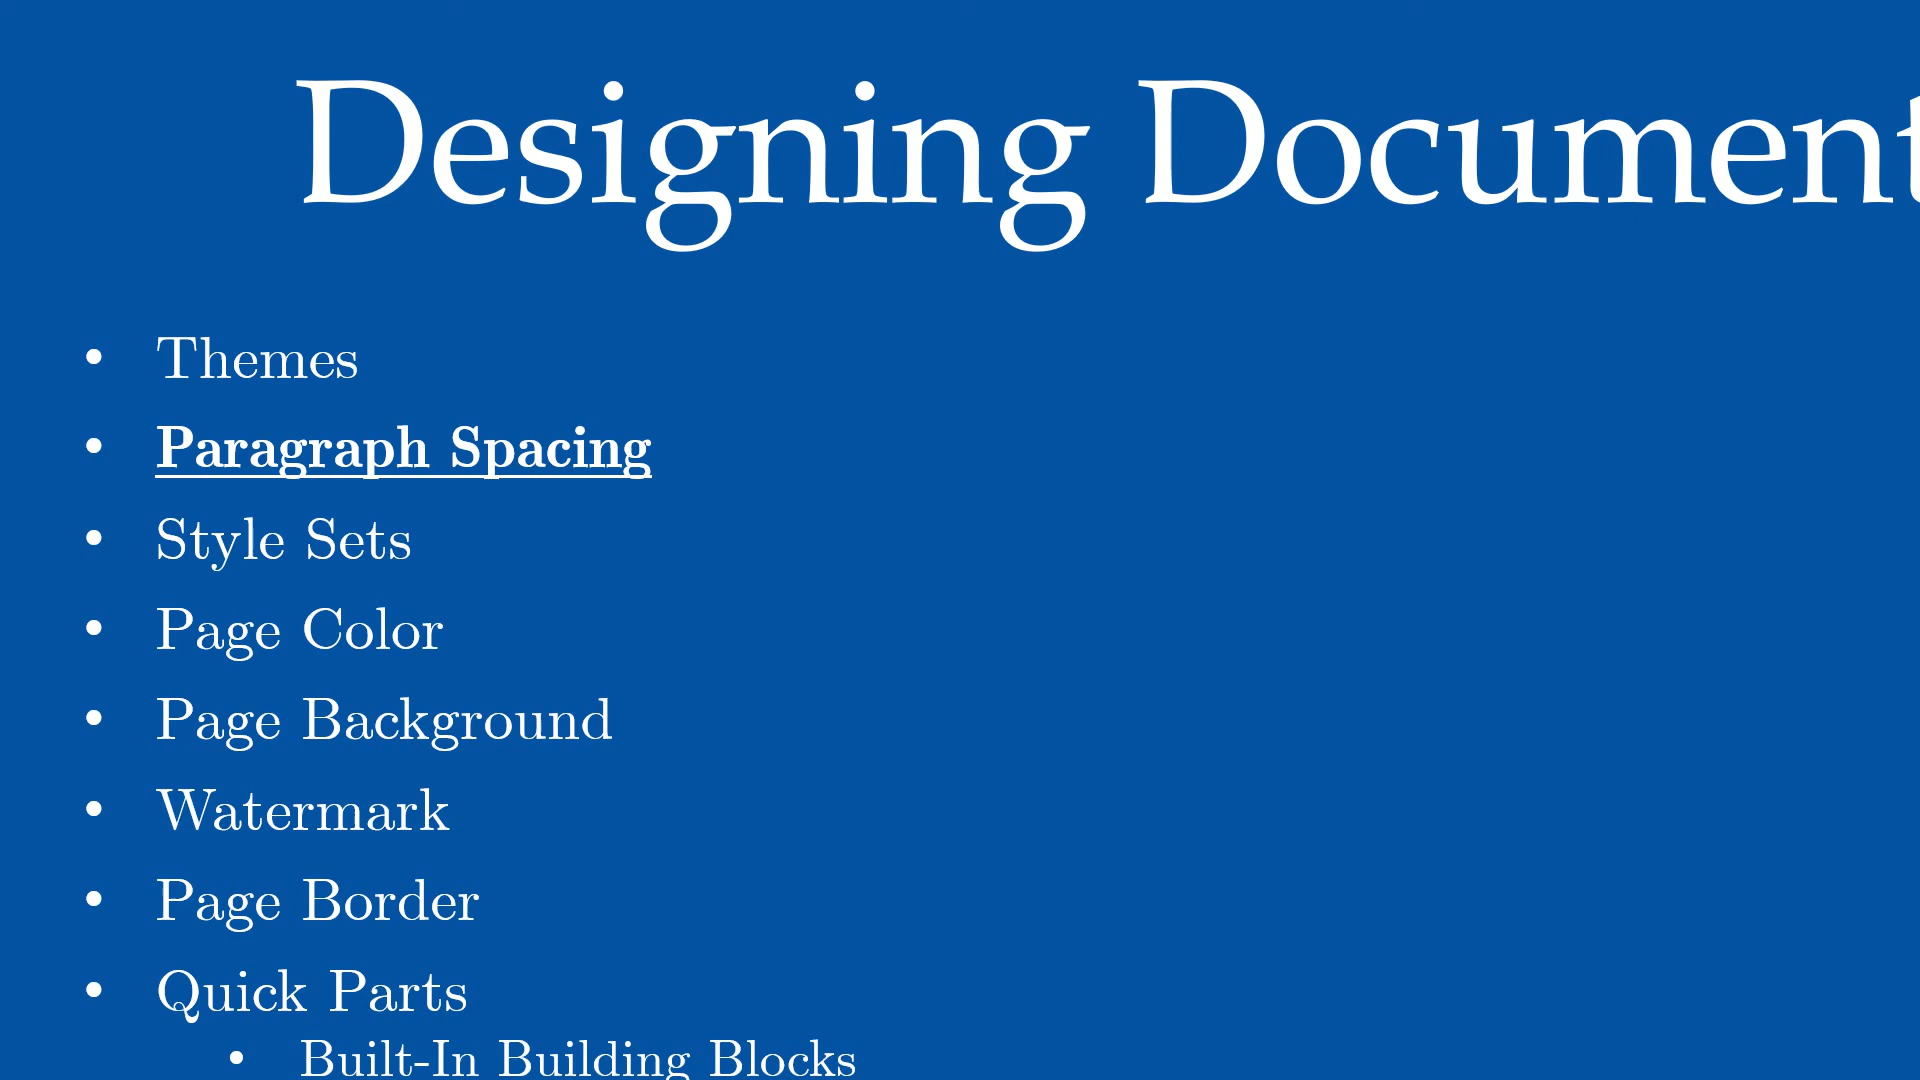 Designing Document
• Themes
• Paragraph Spacing
• Style Sets
• Page Color
• Page Background
• Watermark
• Page Border
• Quick Parts
• Built-In Building Blocks